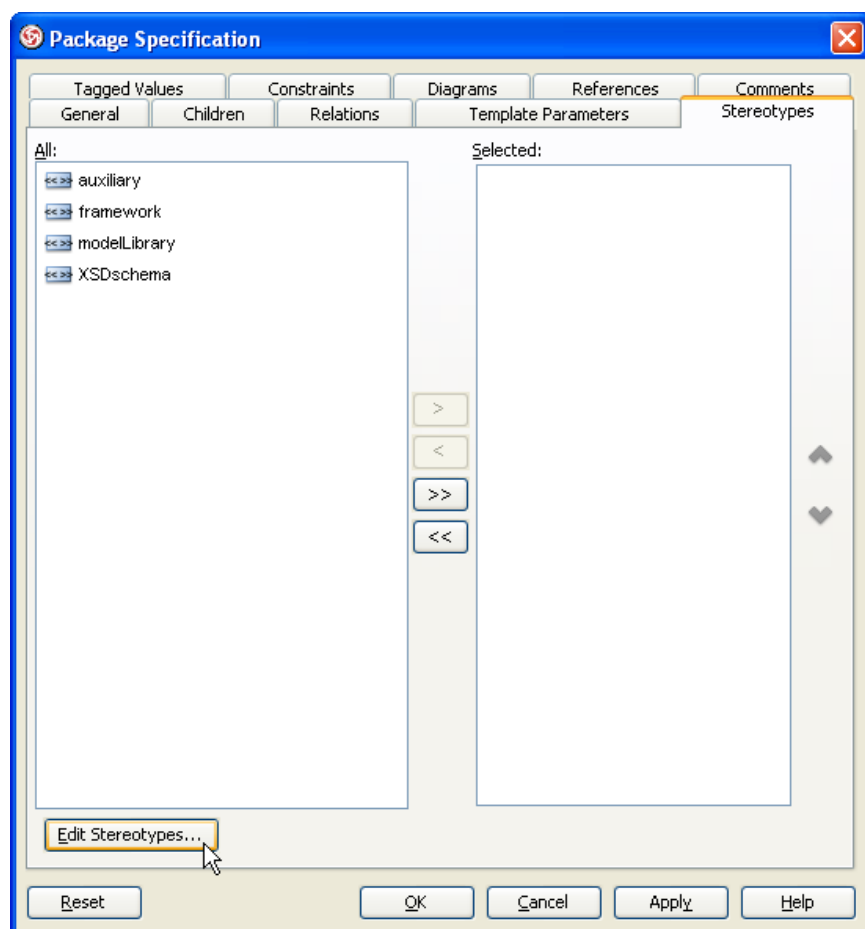 Package Specification
Tagged Values Constraints Diagrams References Comments
General Children Relations Template Parameters Stereotypes
All: Selected:
<<>> auxiliary
<<>> framework
<<>> modelLibrary
<<>> XSDschema
>
<
>>
<<
Edit Stereotypes...
Reset OK Cancel Apply Help